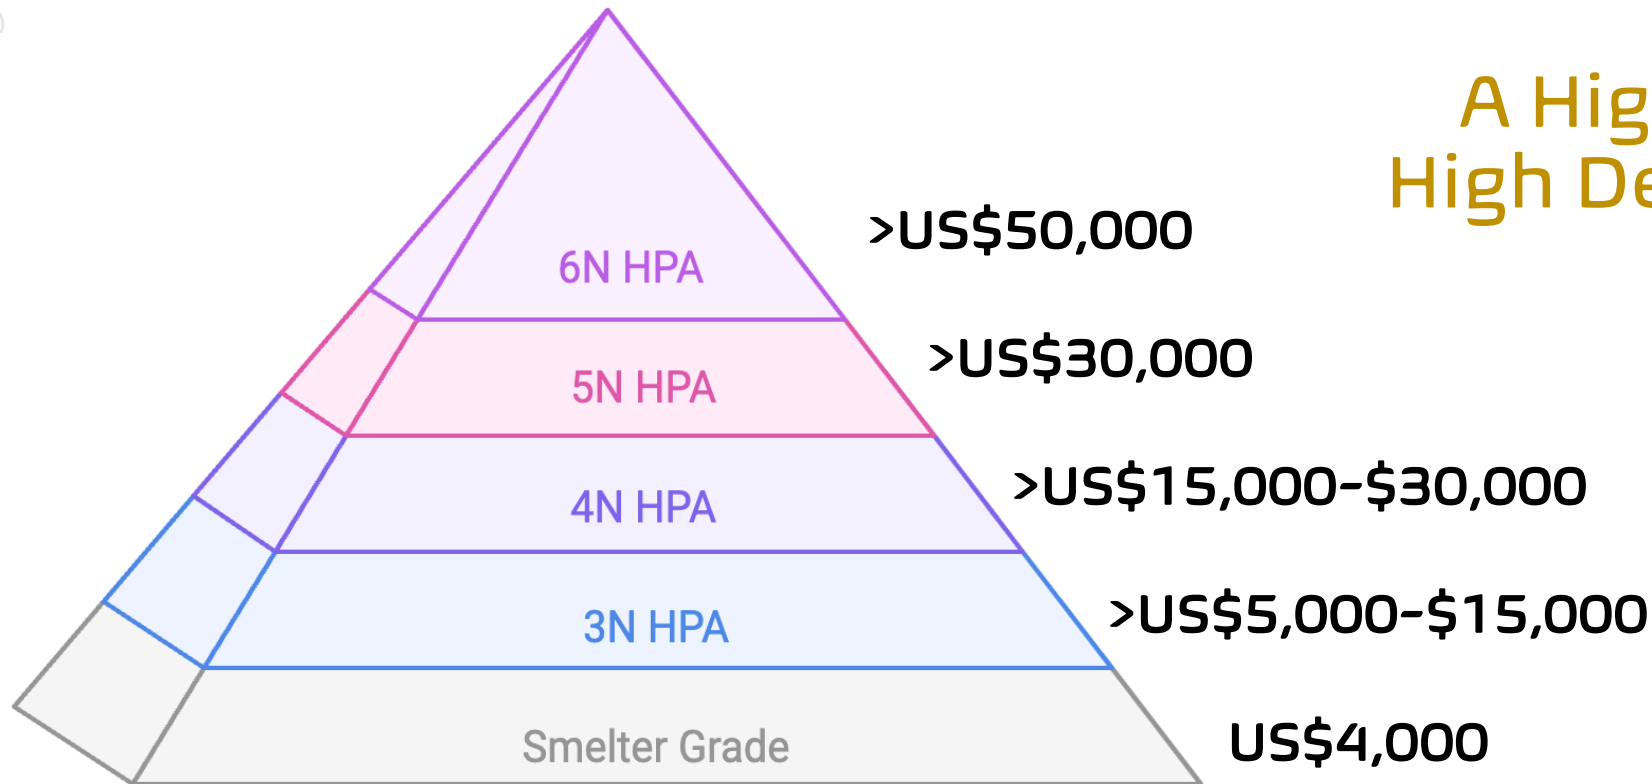 A Hig
High De
>US$50,000
6N HPA
>US$30,000
5N HPA
>US$15,000-$30,000
4N HPA
>US$5,000-$15,000
3N HPA
US$4,000
Smelter Grade